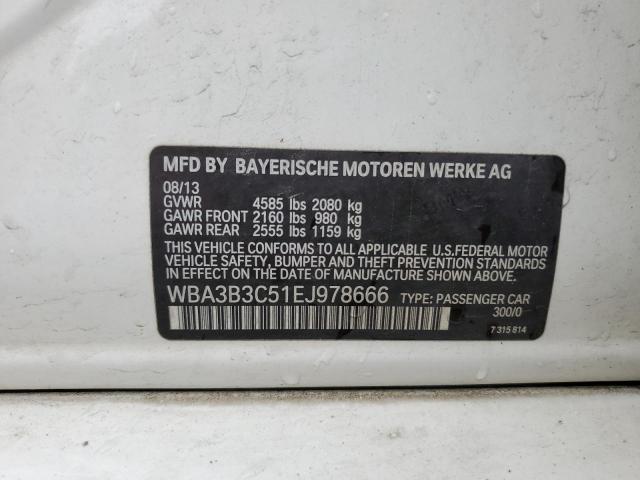 MFD BY BAYERISCHE MOTOREN WERKE AG
08/13
GVWR 4585 lbs 2080 kg
GAWR FRONT 2160 lbs 980 kg
GAWR REAR 2555 lbs 1159 kg
THIS VEHICLE CONFORMS TO ALL APPLICABLE U.S.FEDERAL MOTOR
VEHICLE SAFETY, BUMPER AND THEFT PREVENTION STANDARDS
IN EFFECT ON THE DATE OF MANUFACTURE SHOWN ABOVE.
WBA3B3C51EJ978666 TYPE: PASSENGER CAR
300/0
7 315 814